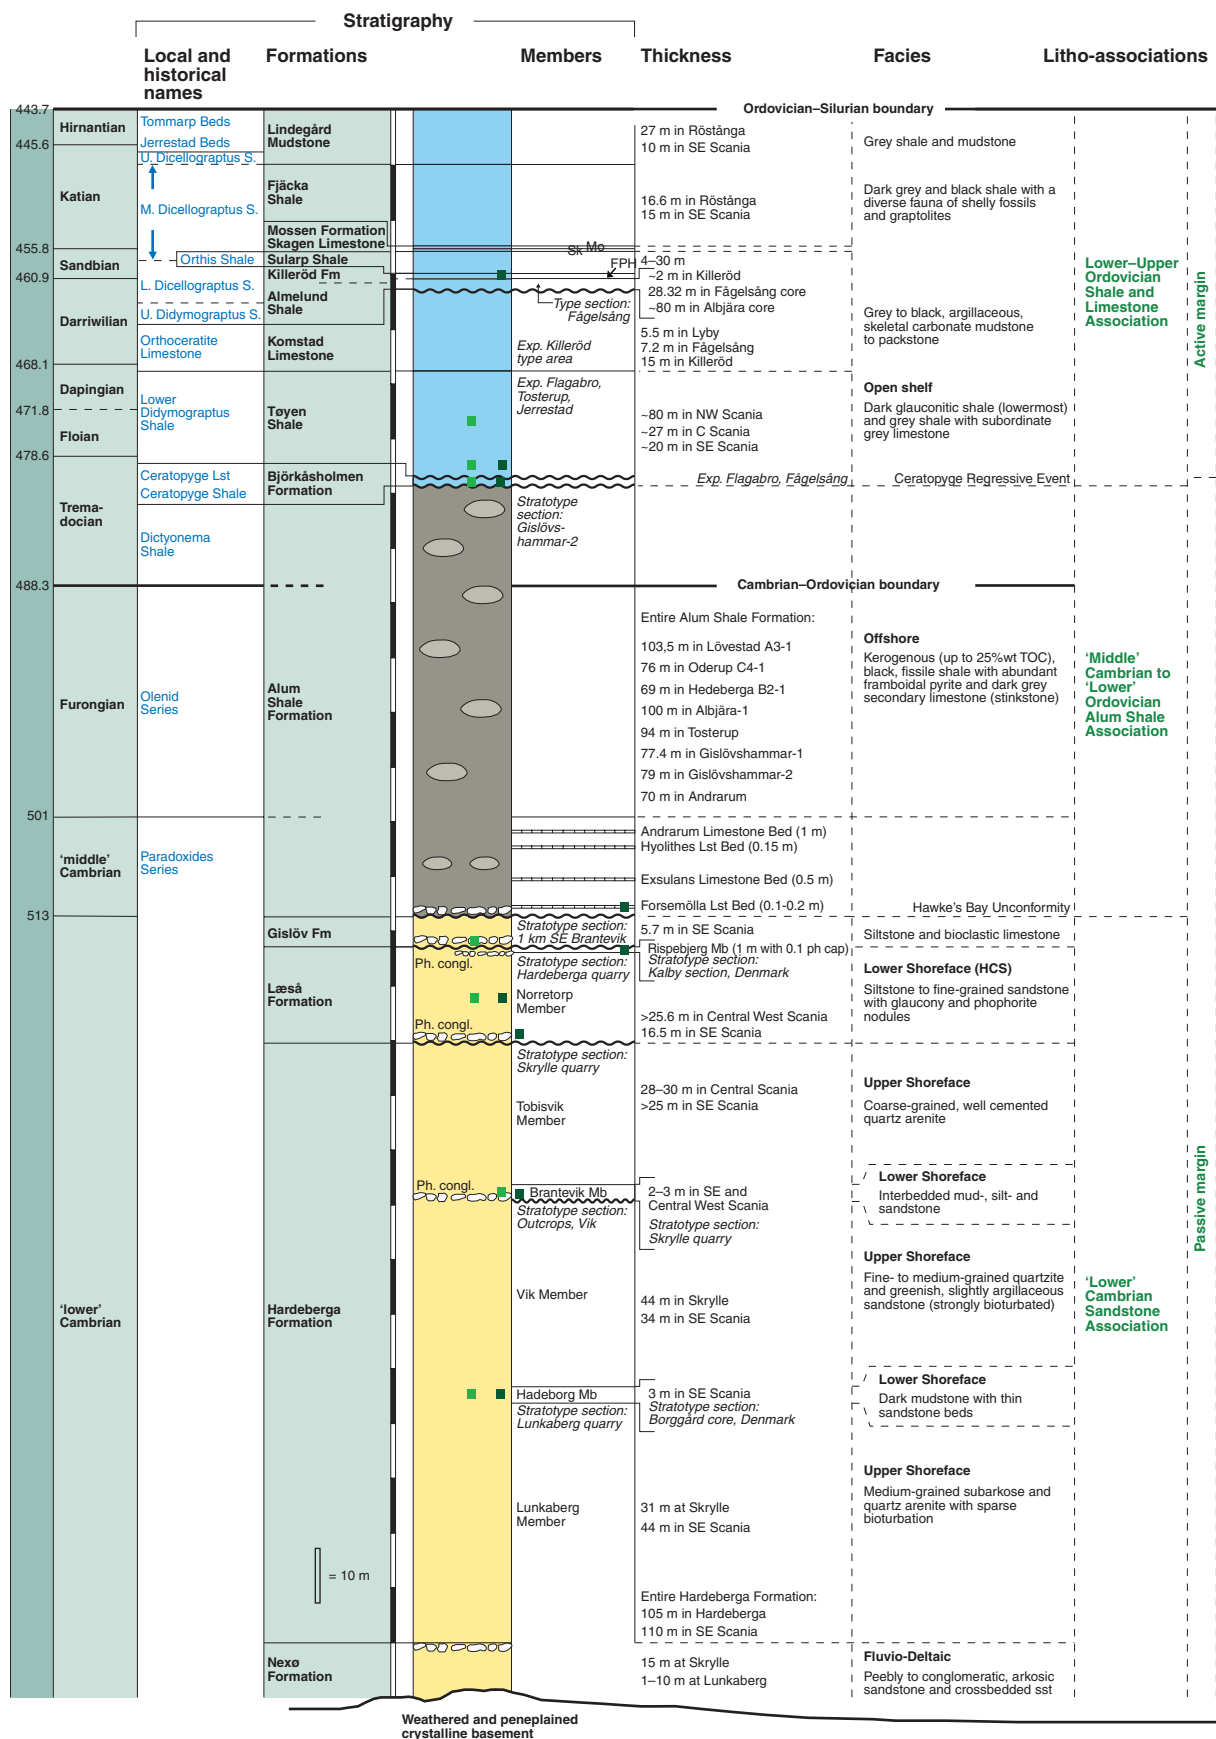 Stratigraphy
Local and
historical
names
Formations
Members
Thickness
Facies
Litho-associations
443.7
Ordovician–Silurian boundary
Hirnantian
Tommarp Beds
Lindegård
Mudstone
27 m in Röstånga
10 m in SE Scania
Grey shale and mudstone
445.6
Jerrestad Beds
U. Dicellograptus S.
Katian
M. Dicellograptus S.
Fjäcka
Shale
16.6 m in Röstånga
15 m in SE Scania
Dark grey and black shale with a
diverse fauna of shelly fossils
and graptolites
Mossen Formation
Skagen Limestone
Sk
Mo
455.8
Sandbian
Orthis Shale
Sularp Shale
4–30 m
FPH
460.9
Killeröd Fm
~2 m in Killeröd
L. Dicellograptus S.
Almelund
Shale
Type section:
Fågelsång
28.32 m in Fågelsång core
~80 m in Albjära core
Lower–Upper
Ordovician
Shale and
Limestone
Association
Active margin
Darriwilian
U. Didymograptus S.
Orthoceratite
Limestone
Komstad
Limestone
Exp. Killeröd
type area
5.5 m in Lyby
7.2 m in Fågelsång
15 m in Killeröd
Grey to black, argillaceous,
skeletal carbonate mudstone
to packstone
468.1
Dapingian
471.8
Floian
478.6
Lower
Didymograptus
Shale
Tøyen
Shale
Exp. Flagabro,
Tosterup,
Jerrestad
~80 m in NW Scania
~27 m in C Scania
~20 m in SE Scania
Open shelf
Dark glauconitic shale (lowermost)
and grey shale with subordinate
grey limestone
Ceratopyge Lst
Ceratopyge Shale
Björkåsholmen
Formation
Exp. Flagabro, Fågelsång
Ceratopyge Regressive Event
Trema-
docian
Dictyonema
Shale
Stratotype
section:
Gislövs-
hammar-2
488.3
Cambrian–Ordovician boundary
Furongian
Olenid
Series
Alum
Shale
Formation
Entire Alum Shale Formation:
103,5 m in Lövestad A3-1
76 m in Oderup C4-1
69 m in Hedeberga B2-1
100 m in Albjära-1
94 m in Tosterup
77.4 m in Gislövshammar-1
79 m in Gislövshammar-2
70 m in Andrarum
Offshore
Kerogenous (up to 25%wt TOC),
black, fissile shale with abundant
framboidal pyrite and dark grey
secondary limestone (stinkstone)
'Middle'
Cambrian to
'Lower'
Ordovician
Alum Shale
Association
501
'middle'
Cambrian
Paradoxides
Series
Andrarum Limestone Bed (1 m)
Hyolithes Lst Bed (0.15 m)
Exsulans Limestone Bed (0.5 m)
Forsemölla Lst Bed (0.1-0.2 m)
Hawke's Bay Unconformity
513
Gislöv Fm
Stratotype section:
1 km SE Brantevik
5.7 m in SE Scania
Siltstone and bioclastic limestone
Rispebjerg Mb (1 m with 0.1 ph cap)
Stratotype section:
Kalby section, Denmark
Ph. congl.
Stratotype section:
Hardeberga quarry
Læså
Formation
Norretorp
Member
>25.6 m in Central West Scania
16.5 m in SE Scania
Lower Shoreface (HCS)
Siltstone to fine-grained sandstone
with glaucony and phophorite
nodules
Ph. congl.
Stratotype section:
Skrylle quarry
Tobisvik
Member
28–30 m in Central Scania
>25 m in SE Scania
Upper Shoreface
Coarse-grained, well cemented
quartz arenite
Ph. congl.
Brantevik Mb
2–3 m in SE and
Central West Scania
Stratotype section:
Skrylle quarry
Lower Shoreface
Interbedded mud-, silt- and
sandstone
Passive margin
Stratotype section:
Outcrops, Vik
'lower'
Cambrian
Hardeberga
Formation
Vik Member
44 m in Skrylle
34 m in SE Scania
Upper Shoreface
Fine- to medium-grained quartzite
and greenish, slightly argillaceous
sandstone (strongly bioturbated)
'Lower'
Cambrian
Sandstone
Association
Hadeborg Mb
3 m in SE Scania
Stratotype section:
Borggård core, Denmark
Lower Shoreface
Dark mudstone with thin
sandstone beds
Stratotype section:
Lunkaberg quarry
Lunkaberg
Member
31 m at Skrylle
44 m in SE Scania
Upper Shoreface
Medium-grained subarkose and
quartz arenite with sparse
bioturbation
= 10 m
Entire Hardeberga Formation:
105 m in Hardeberga
110 m in SE Scania
Nexø
Formation
15 m at Skrylle
1–10 m at Lunkaberg
Fluvio-Deltaic
Peebly to conglomeratic, arkosic
sandstone and crossbedded sst
Weathered and peneplained
crystalline basement